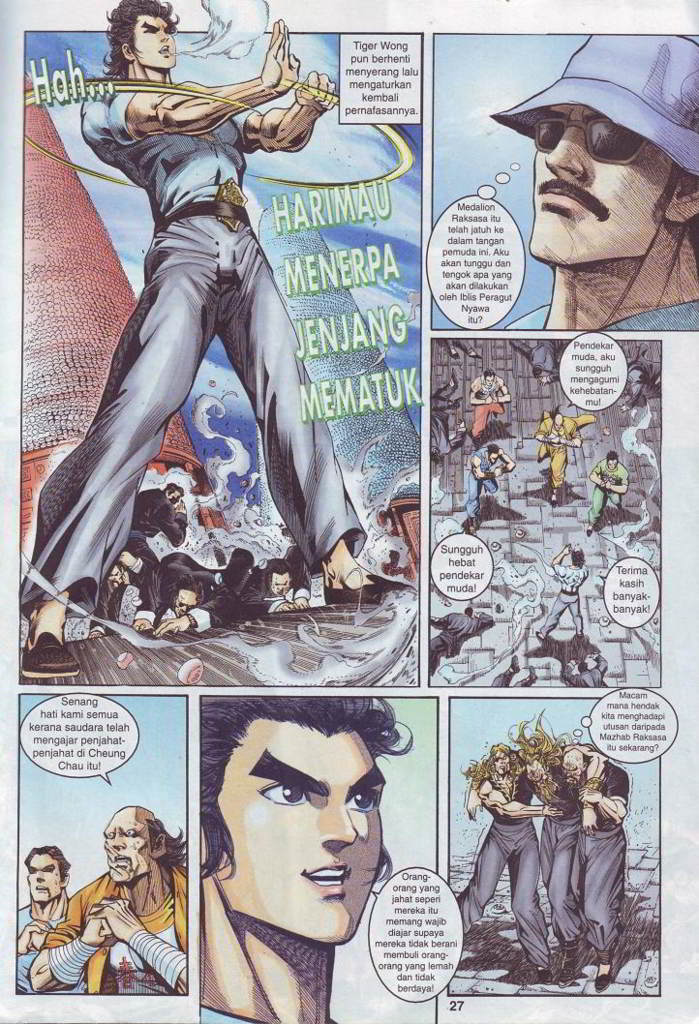 Tiger Wong
pun berhenti
menyerang lalu
mengaturkan
kembali
pernafasannya.
Hah...
HARIMAU
MENERPA
JENJANG
MEMATUK
Medalion
Raksasa itu
telah jatuh ke
dalam tangan
pemuda ini. Aku
akan tunggu dan
tengok apa yang
akan dilakukan
oleh Iblis Peragut
Nyawa
itu?
Pendekar
muda, aku
sungguh
mengagumi
kehebatan-
mu!
Sungguh
hebat
pendekar
muda!
Terima
kasih
banyak-
banyak!
Senang
hati kami semua
kerana saudara telah
mengajar penjahat-
penjahat di Cheung
Chau itu!
Orang-
orang yang
jahat seperi
mereka itu
memang wajib
diajar supaya
mereka tidak berani
membuli orang-
orang yang lemah
dan tidak
berdaya!
Macam
mana hendak
kita menghadapi
utusan daripada
Mazhab Raksasa
itu sekarang?
27